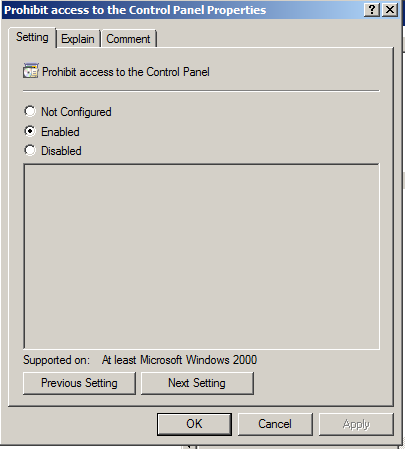 Prohibit access to the Control Panel Properties
Setting Explain Comment
Prohibit access to the Control Panel
Not Configured
Enabled
Disabled
Supported on: At least Microsoft Windows 2000
Previous Setting Next Setting
OK Cancel Apply